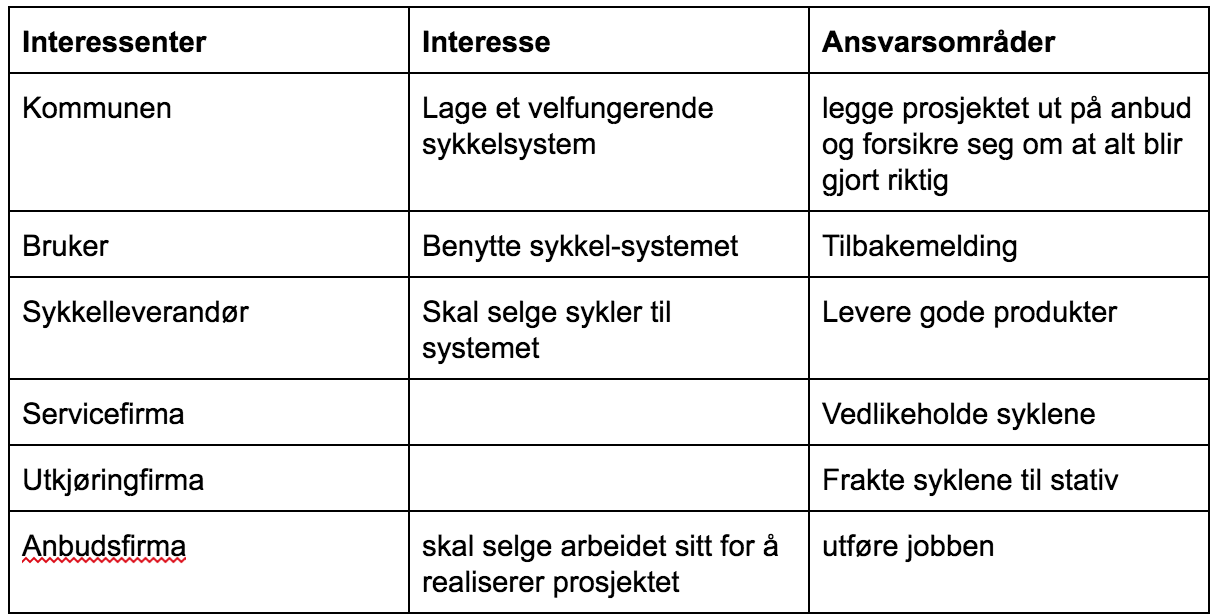 Interessenter Interesse Ansvarsområder
Kommunen Lage et velfungerende legge prosjektet ut på anbud
sykkelsystem og forsikre seg om at alt blir
gjort riktig
Bruker Benytte sykkel-systemet Tilbakemelding
Sykkelleverandør Skal selge sykler til Levere gode produkter
systemet
Servicefirma Vedlikeholde syklene
Utkjøringfirma Frakte syklene til stativ
Anbudsfirma skal selge arbeidet sitt for å utføre jobben
realiserer prosjektet